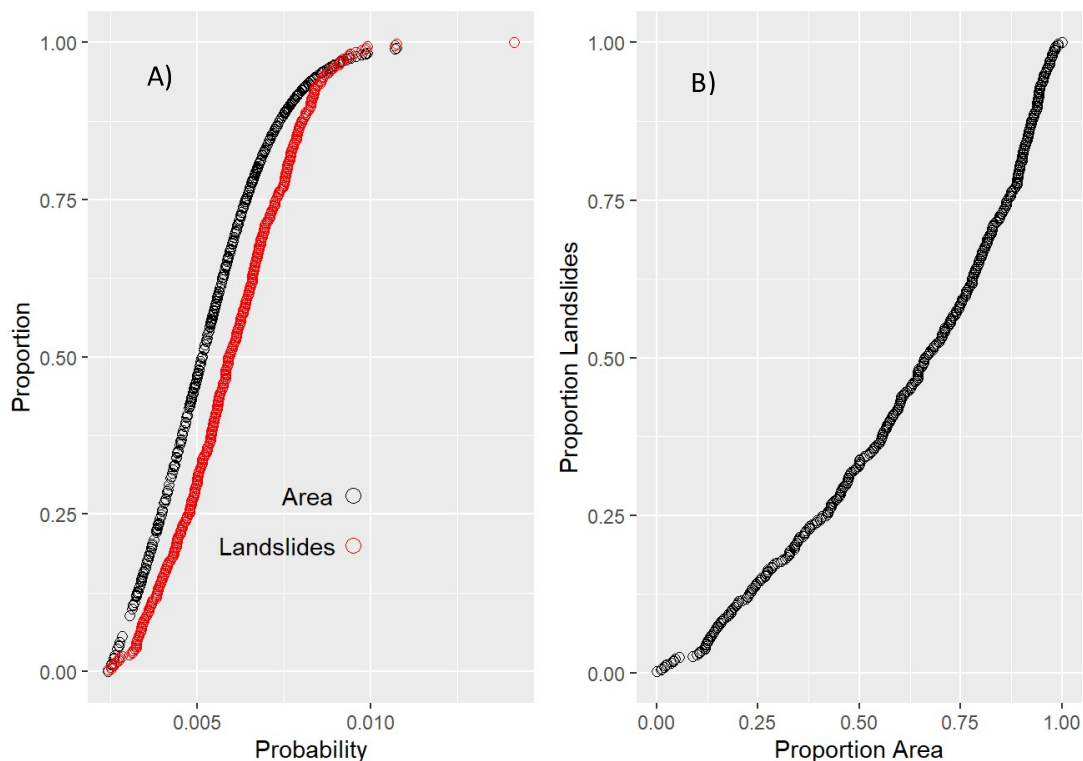 A)
1.00
0.75
0.50
0.25
0.00
Proportion
Area
Landslides
0.005 0.010
Probability
B)
1.00
0.75
0.50
0.25
0.00
Proportion Landslides
0.00 0.25 0.50 0.75 1.00
Proportion Area